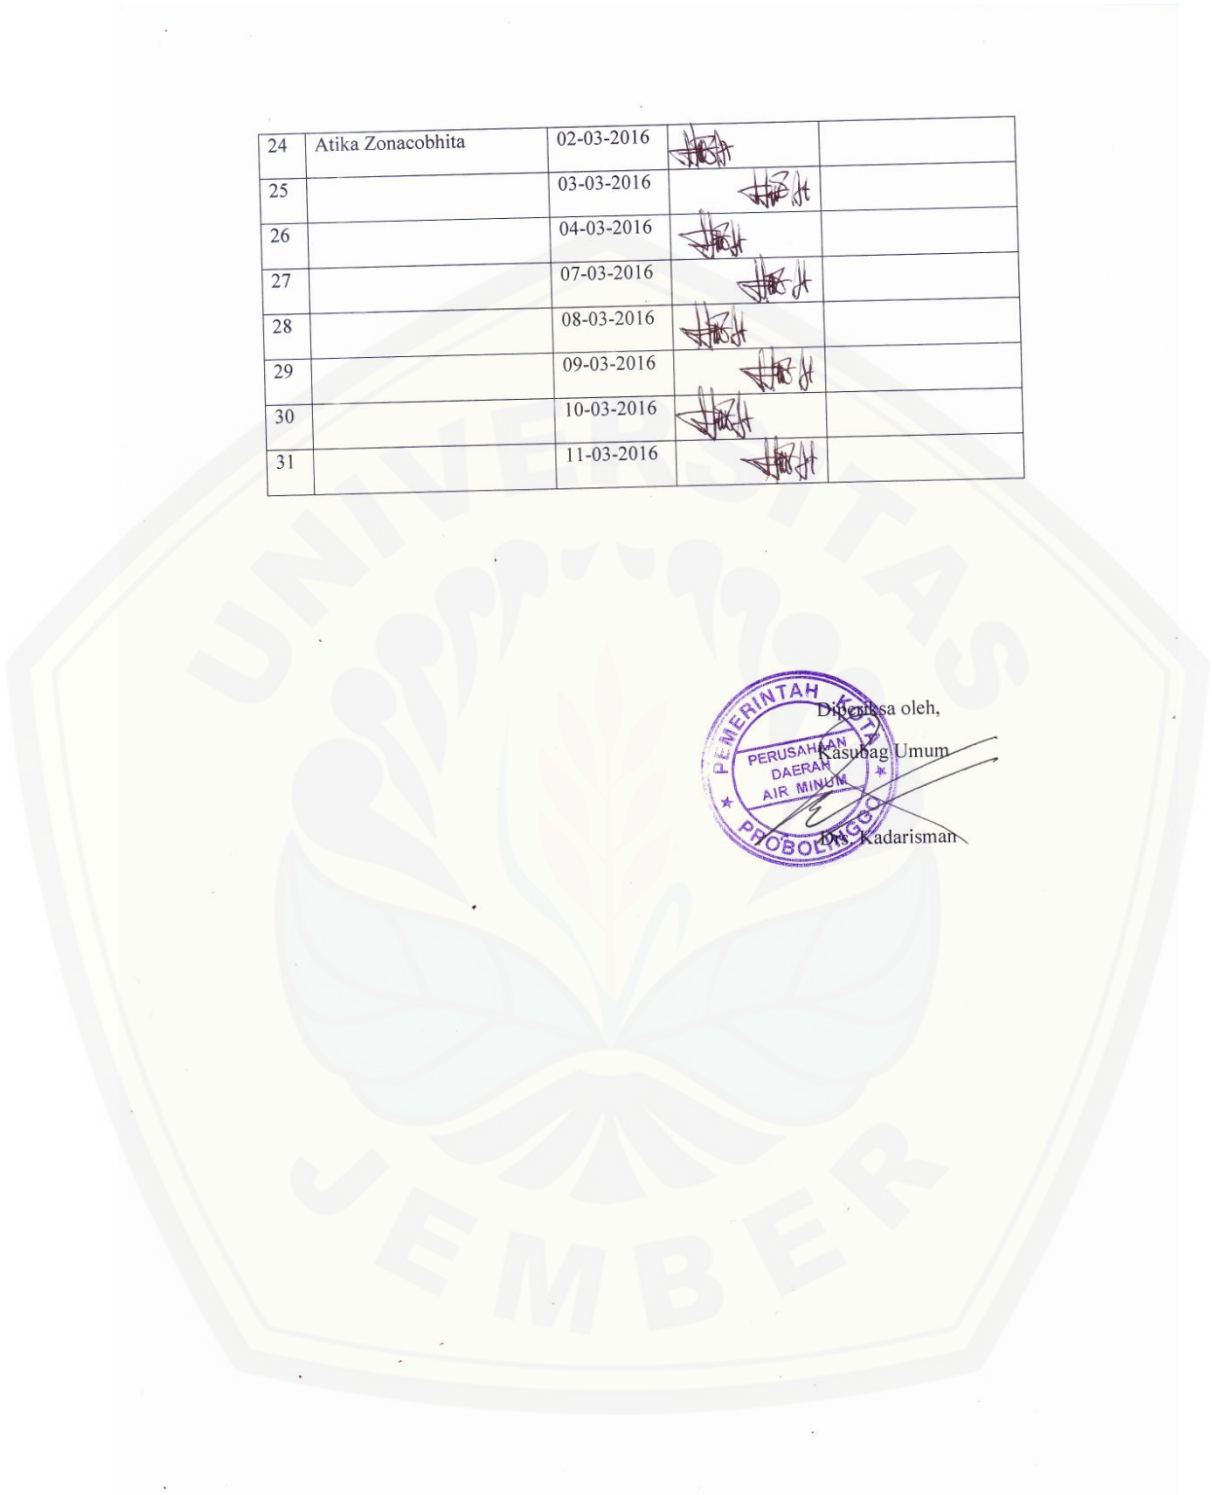 24 Atika Zonacobhita 02-03-2016
25 03-03-2016
26 04-03-2016
27 07-03-2016
28 08-03-2016
29 09-03-2016
30 10-03-2016
31 11-03-2016
UNIVERSITAS
PEMERINTAH KOTA
PERUSAHAAN
DAERAH
AIR MINUM
PROBOLINGGO
Diperiksa oleh,
Kasubag Umum
Drs. Kadarisman
JEMBER